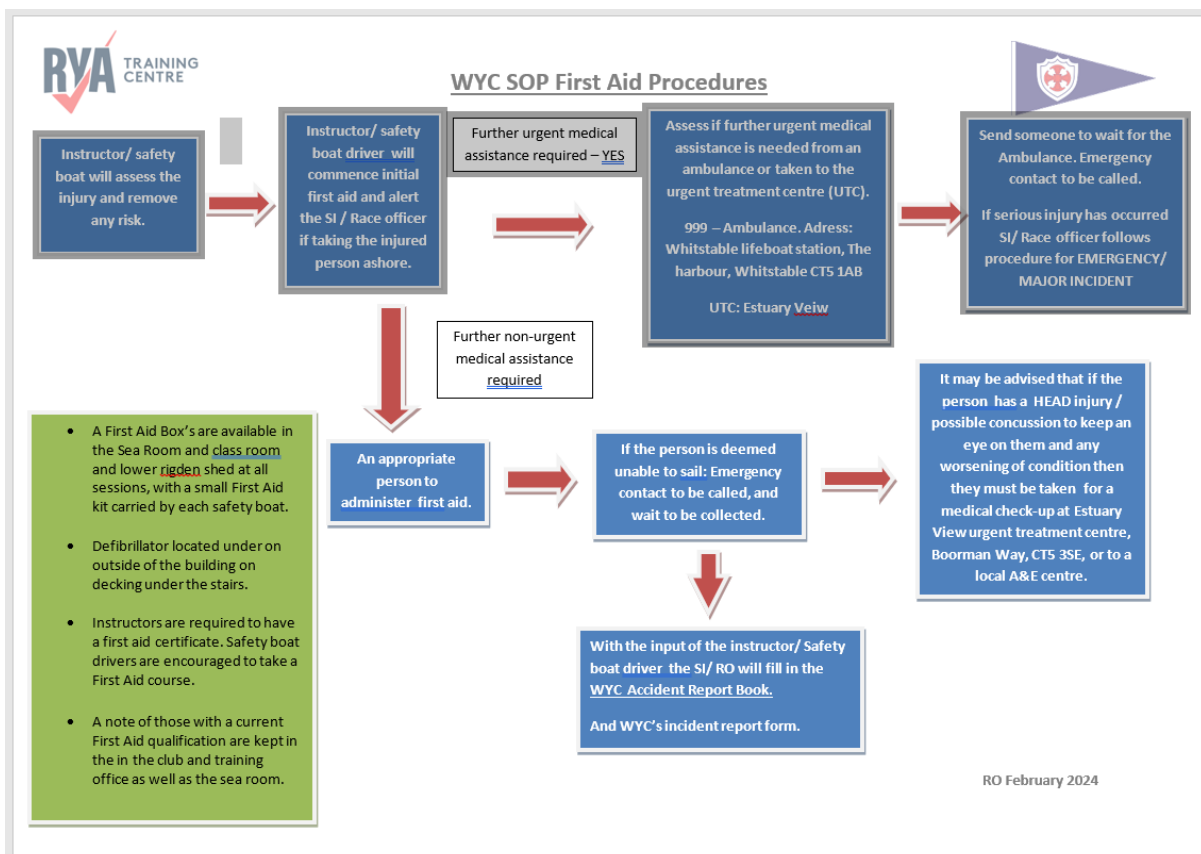 RYA TRAINING
CENTRE
WYC SOP First Aid Procedures
Instructor/ safety
boat will assess the
injury and remove
any risk.
Instructor/ safety
boat driver  will
commence initial
first aid and alert
the SI / Race officer
if taking the injured
person ashore.
Further urgent medical
assistance required – YES
Assess if further urgent medical
assistance is needed from an
ambulance or taken to the
urgent treatment centre (UTC).
999 – Ambulance. Adress:
Whitstable lifeboat station, The
harbour, Whitstable CT5 1AB
UTC: Estuary Veiw
Send someone to wait for the
Ambulance. Emergency
contact to be called.
If serious injury has occurred
SI/ Race officer follows
procedure for EMERGENCY/
MAJOR INCIDENT
Further non-urgent
medical assistance
required
An appropriate
person to
administer  first aid.
If the person is deemed
unable to sail: Emergency
contact to be called, and
wait to be collected.
It may be advised that if the
person  has a  HEAD injury /
possible concussion to keep an
eye on them and any
worsening of condition then
they must be taken  for a
medical check-up at Estuary
View urgent treatment centre,
Boorman Way, CT5 3SE, or to a
local A&E centre.
With the input of the instructor/ Safety
boat driver  the SI/ RO will fill in the
WYC Accident Report Book.
And WYC's incident report form.
• A First Aid Box's are available in
the Sea Room and class room
and lower rigden shed at all
sessions, with a small First Aid
kit carried by each safety boat.
• Defibrillator located under on
outside of the building on
decking under the stairs.
• Instructors are required to have
a first aid certificate. Safety boat
drivers are encouraged to take a
First Aid course.
• A note of those with a current
First Aid qualification are kept in
the in the club and training
office as well as the sea room.
RO February 2024